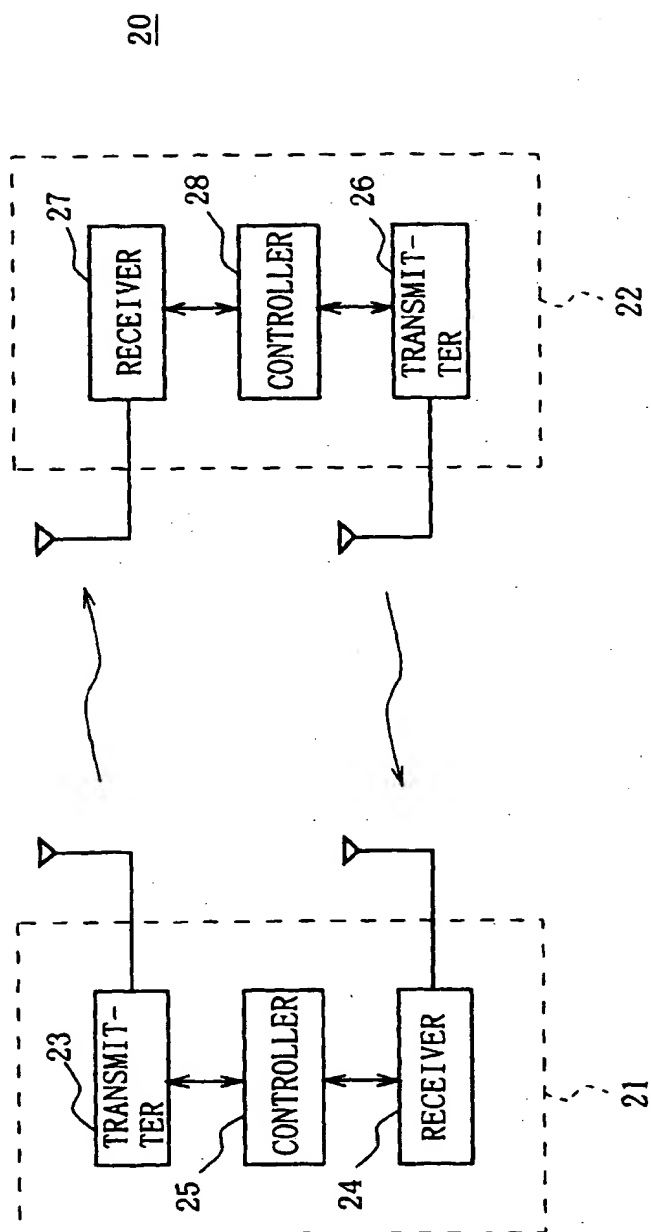 20
23
TRANSMIT-
TER
27
RECEIVER
25
CONTROLLER
28
CONTROLLER
24
RECEIVER
26
TRANSMIT-
TER
21
22